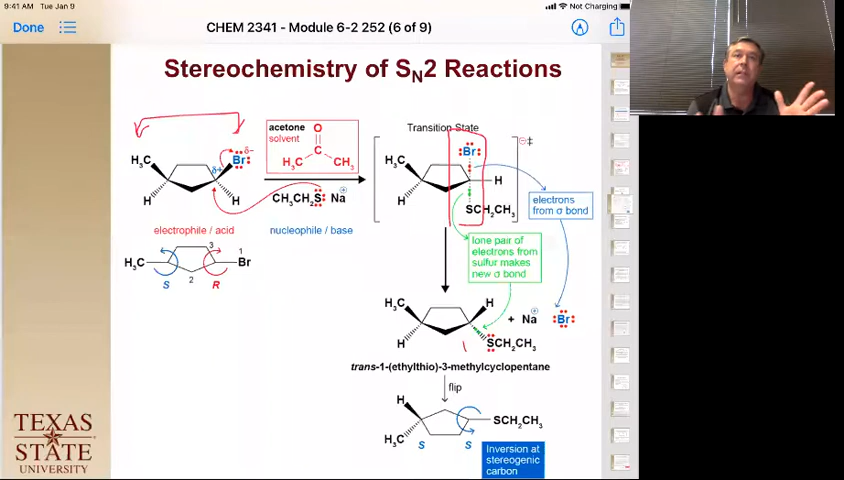 9:41 AM Tue Jan 9
Not Charging
Done
CHEM 2341 - Module 6-2 252 (6 of 9)
Stereochemistry of SN2 Reactions
acetone
solvent
O
H₃C CH₃
Transition State
H₃C
Br
δ-
δ+
H
H
CH₃CH₂S Na+
electrophile / acid
nucleophile / base
H₃C
Br
H
H
SCH₂CH₃
⊖‡
electrons
from σ bond
H₃C
3
1
Br
2
S
R
lone pair of
electrons from
sulfur makes
new σ bond
H₃C
H
H
SCH₂CH₃
+ Na+ Br
trans-1-(ethylthio)-3-methylcyclopentane
flip
H
H₃C
SCH₂CH₃
S
S
Inversion at
stereogenic
carbon
TEXAS
STATE
UNIVERSITY